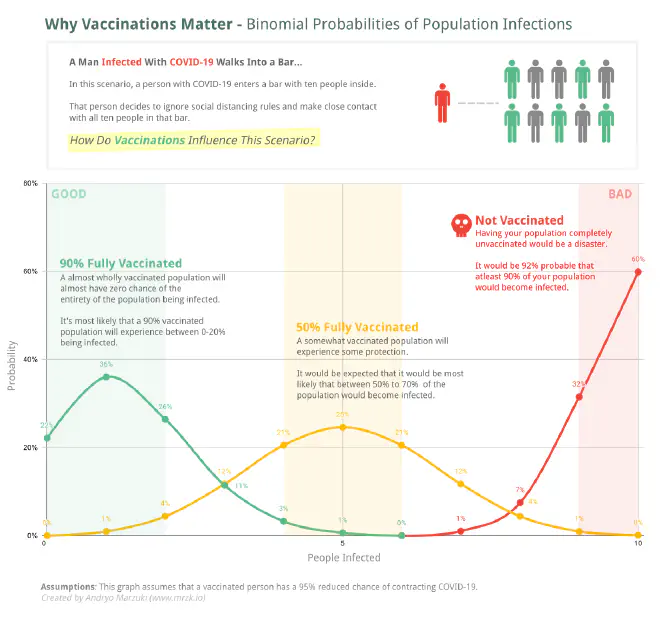 Why Vaccinations Matter - Binomial Probabilities of Population Infections
A Man Infected With COVID-19 Walks Into a Bar...
In this scenario, a person with COVID-19 enters a bar with ten people inside.
That person decides to ignore social distancing rules and make close contact
with all ten people in that bar.
How Do Vaccinations Influence This Scenario?
80%
GOOD
BAD
Not Vaccinated
Having your population completely
unvaccinated would be a disaster.
It would be 92% probable that
atleast 90% of your population
would become infected.
60%
60%
90% Fully Vaccinated
A almost wholly vaccinated population will
almost have zero chance of the
entirety of the population being infected.
It's most likely that a 90% vaccinated
population will experience between 0-20%
being infected.
50% Fully Vaccinated
A somewhat vaccinated population will
experience some protection.
It would be expected that it would be most
likely that between 50% to 70% of the
population would become infected.
Probability
40%
36%
32%
26%
21%
21%
20%
12%
11%
12%
7%
4%
4%
3%
1%
1%
1%
1%
0%
0%
0%
0%
0
5
10
People Infected
Assumptions: This graph assumes that a vaccinated person has a 95% reduced chance of contracting COVID-19.
Created by Andryo Marzuki (www.mrzk.io)